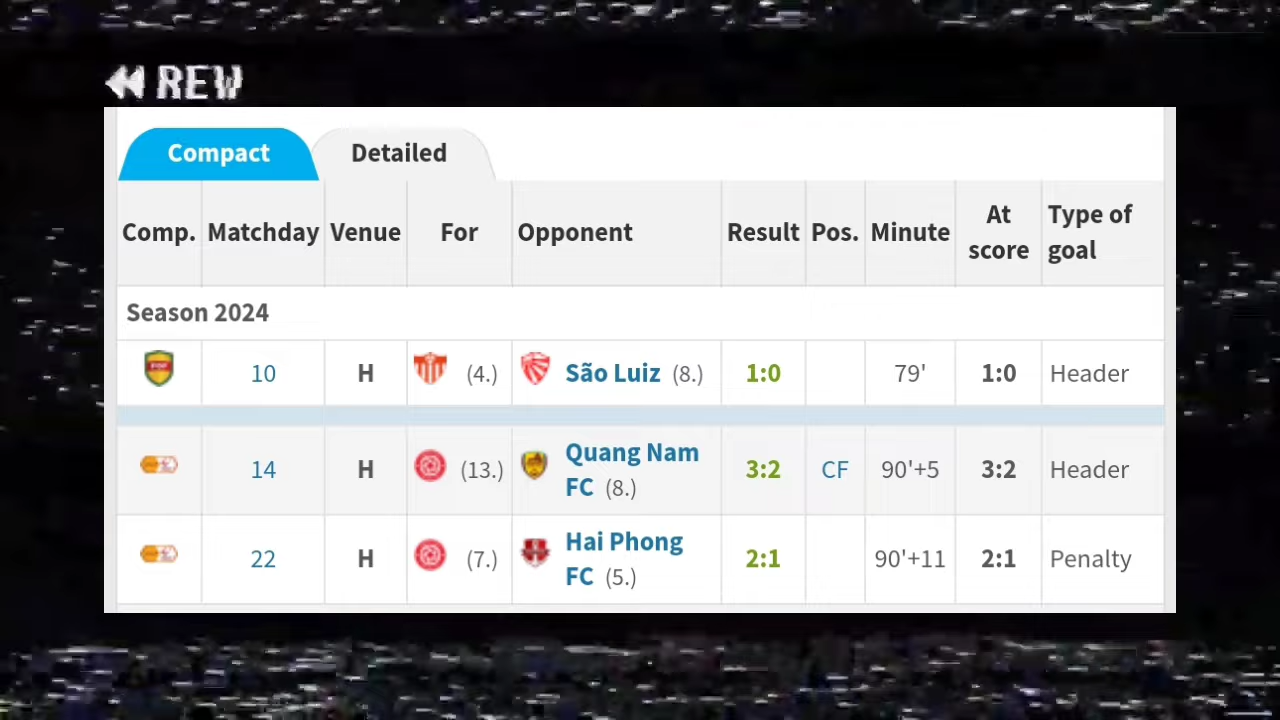 REW
Compact Detailed
Comp. Matchday Venue For Opponent Result Pos. Minute At score Type of goal
Season 2024
10 H (4.) São Luiz (8.) 1:0 79' 1:0 Header
14 H (13.) Quang Nam FC (8.) 3:2 CF 90'+5 3:2 Header
22 H (7.) Hai Phong FC (5.) 2:1 90'+11 2:1 Penalty